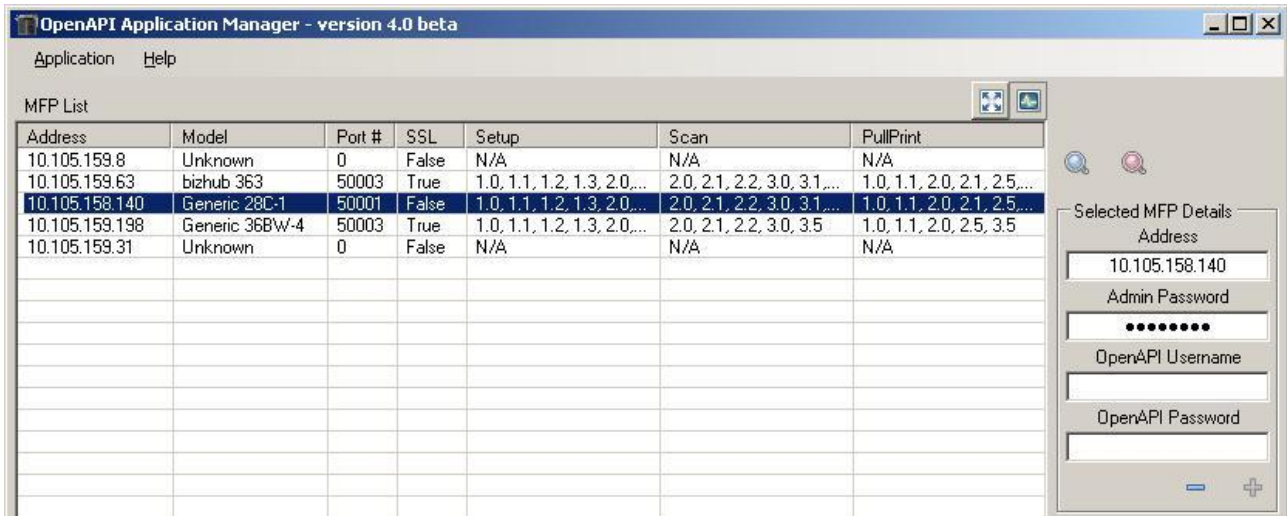 OpenAPI Application Manager - version 4.0 beta
Application Help
MFP List
Address Model Port # SSL Setup Scan PullPrint
10.105.159.8 Unknown 0 False N/A N/A N/A
10.105.159.63 bizhub 363 50003 True 1.0, 1.1, 1.2, 1.3, 2.0,... 2.0, 2.1, 2.2, 3.0, 3.1,... 1.0, 1.1, 2.0, 2.1, 2.5,...
10.105.158.140 Generic 28C-1 50001 False 1.0, 1.1, 1.2, 1.3, 2.0,... 2.0, 2.1, 2.2, 3.0, 3.1,... 1.0, 1.1, 2.0, 2.1, 2.5,...
10.105.159.198 Generic 36BW-4 50003 True 1.0, 1.1, 1.2, 1.3, 2.0,... 2.0, 2.1, 2.2, 3.0, 3.5 1.0, 1.1, 2.0, 2.5, 3.5
10.105.159.31 Unknown 0 False N/A N/A N/A
Selected MFP Details
Address
10.105.158.140
Admin Password
●●●●●●●●
OpenAPI Username
OpenAPI Password